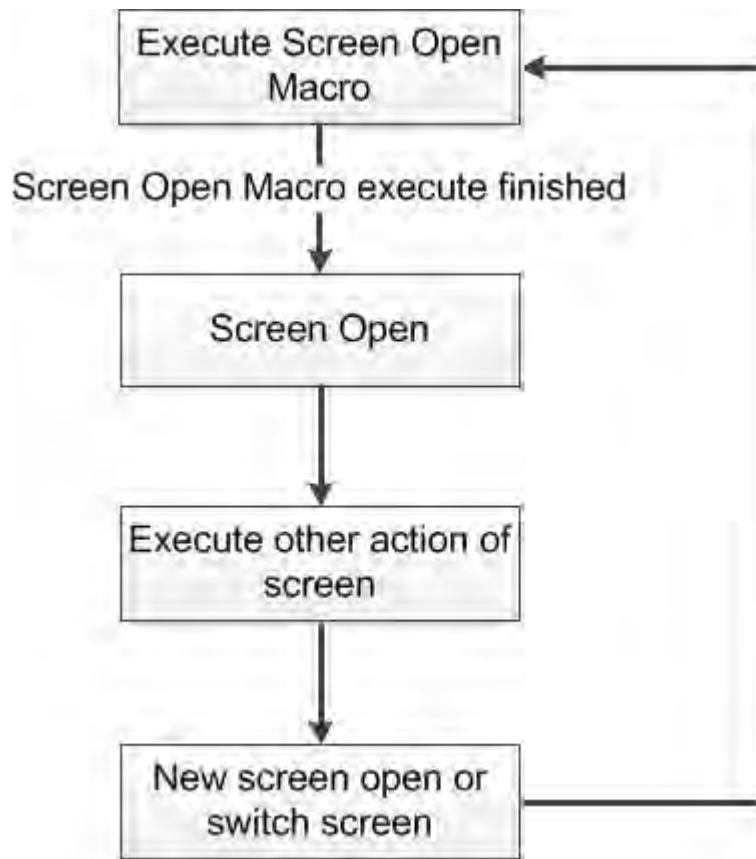 Execute Screen Open
Macro
Screen Open Macro execute finished
Screen Open
Execute other action of
screen
New screen open or
switch screen